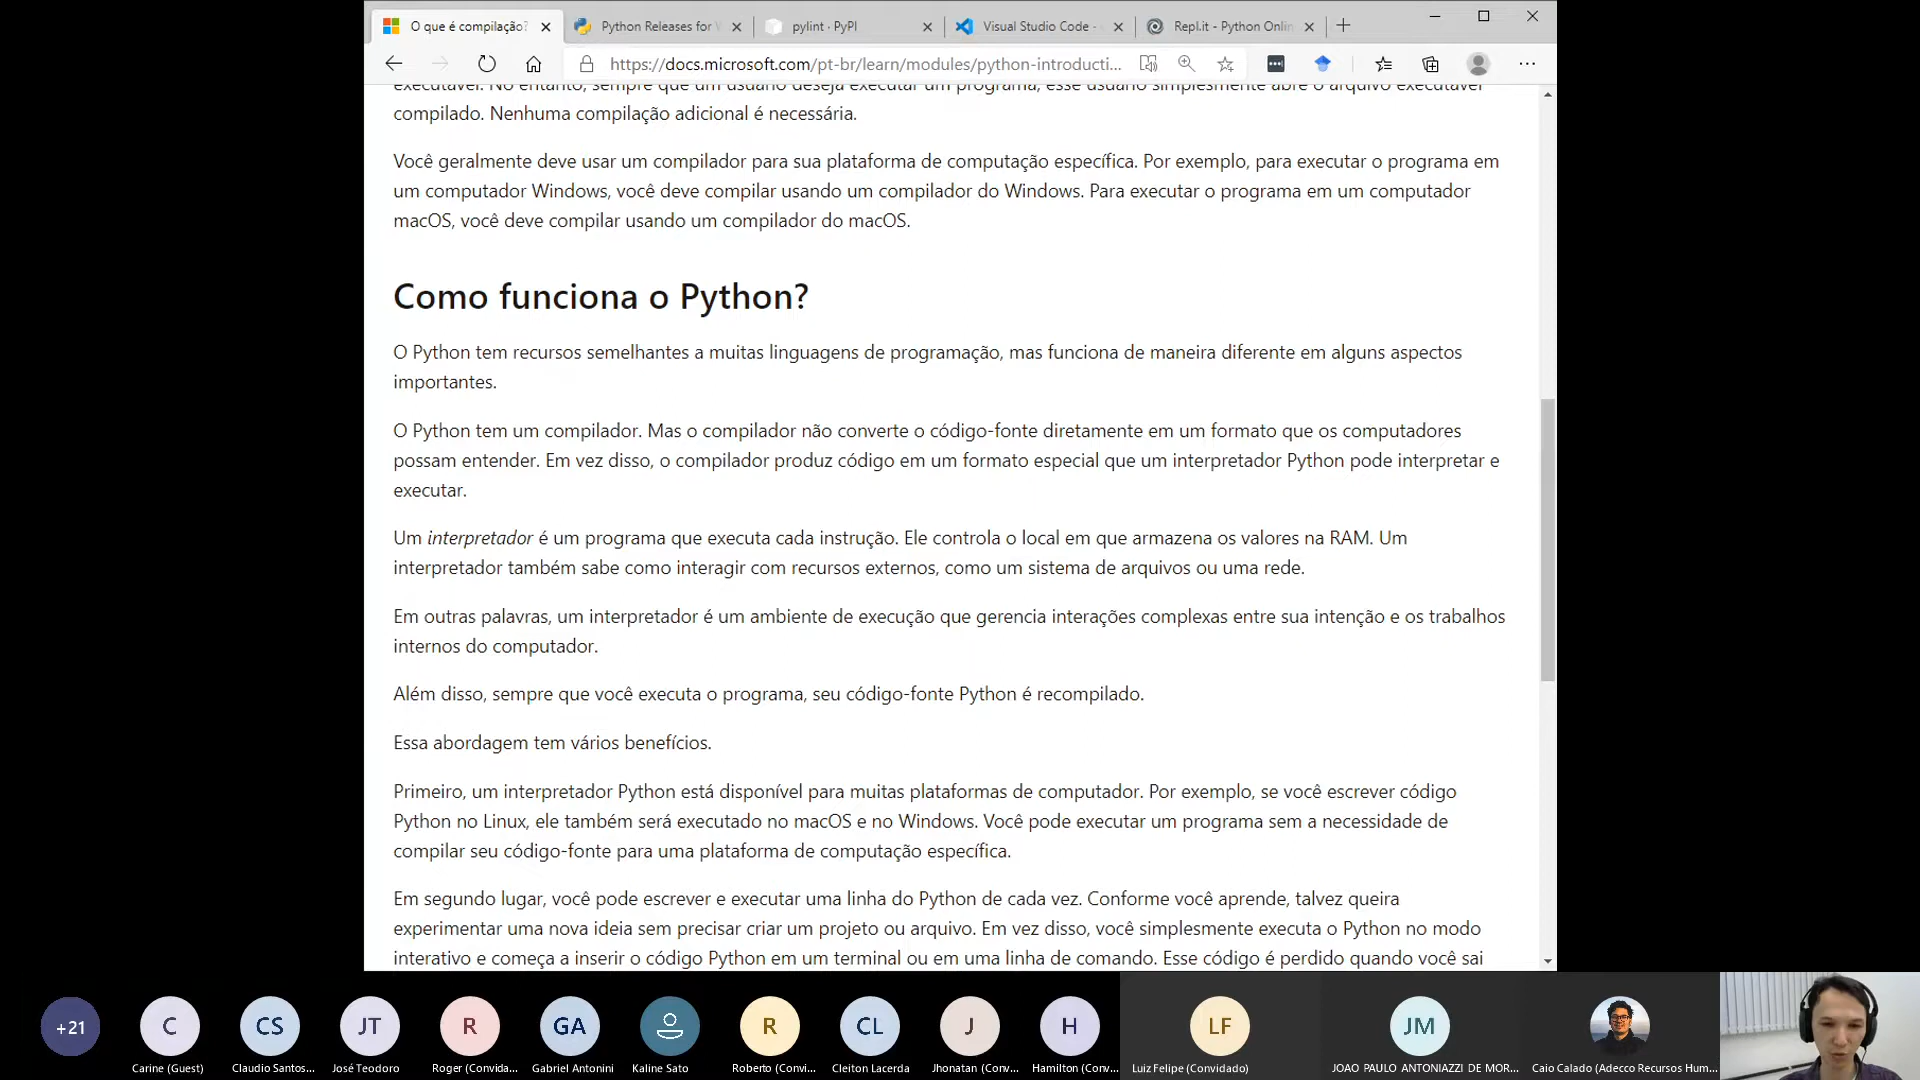 O que é compilação?
Python Releases for
pylint · PyPI
Visual Studio Code -
Repl.it - Python Onlin
https://docs.microsoft.com/pt-br/learn/modules/python-introducti...
executável. No entanto, sempre que um usuário deseja executar um programa, esse usuário simplesmente abre o arquivo executável
compilado. Nenhuma compilação adicional é necessária.
Você geralmente deve usar um compilador para sua plataforma de computação específica. Por exemplo, para executar o programa em
um computador Windows, você deve compilar usando um compilador do Windows. Para executar o programa em um computador
macOS, você deve compilar usando um compilador do macOS.
Como funciona o Python?
O Python tem recursos semelhantes a muitas linguagens de programação, mas funciona de maneira diferente em alguns aspectos
importantes.
O Python tem um compilador. Mas o compilador não converte o código-fonte diretamente em um formato que os computadores
possam entender. Em vez disso, o compilador produz código em um formato especial que um interpretador Python pode interpretar e
executar.
Um interpretador é um programa que executa cada instrução. Ele controla o local em que armazena os valores na RAM. Um
interpretador também sabe como interagir com recursos externos, como um sistema de arquivos ou uma rede.
Em outras palavras, um interpretador é um ambiente de execução que gerencia interações complexas entre sua intenção e os trabalhos
internos do computador.
Além disso, sempre que você executa o programa, seu código-fonte Python é recompilado.
Essa abordagem tem vários benefícios.
Primeiro, um interpretador Python está disponível para muitas plataformas de computador. Por exemplo, se você escrever código
Python no Linux, ele também será executado no macOS e no Windows. Você pode executar um programa sem a necessidade de
compilar seu código-fonte para uma plataforma de computação específica.
Em segundo lugar, você pode escrever e executar uma linha do Python de cada vez. Conforme você aprende, talvez queira
experimentar uma nova ideia sem precisar criar um projeto ou arquivo. Em vez disso, você simplesmente executa o Python no modo
interativo e começa a inserir o código Python em um terminal ou em uma linha de comando. Esse código é perdido quando você sai
+21
C
CS
JT
R
GA
R
CL
J
H
LF
JM
Carine (Guest)
Claudio Santos...
José Teodoro
Roger (Convida...
Gabriel Antonini
Kaline Sato
Roberto (Convi...
Cleiton Lacerda
Jhonatan (Conv...
Hamilton (Conv...
Luiz Felipe (Convidado)
JOAO PAULO ANTONIAZZI DE MOR...
Caio Calado (Adecco Recursos Hum...